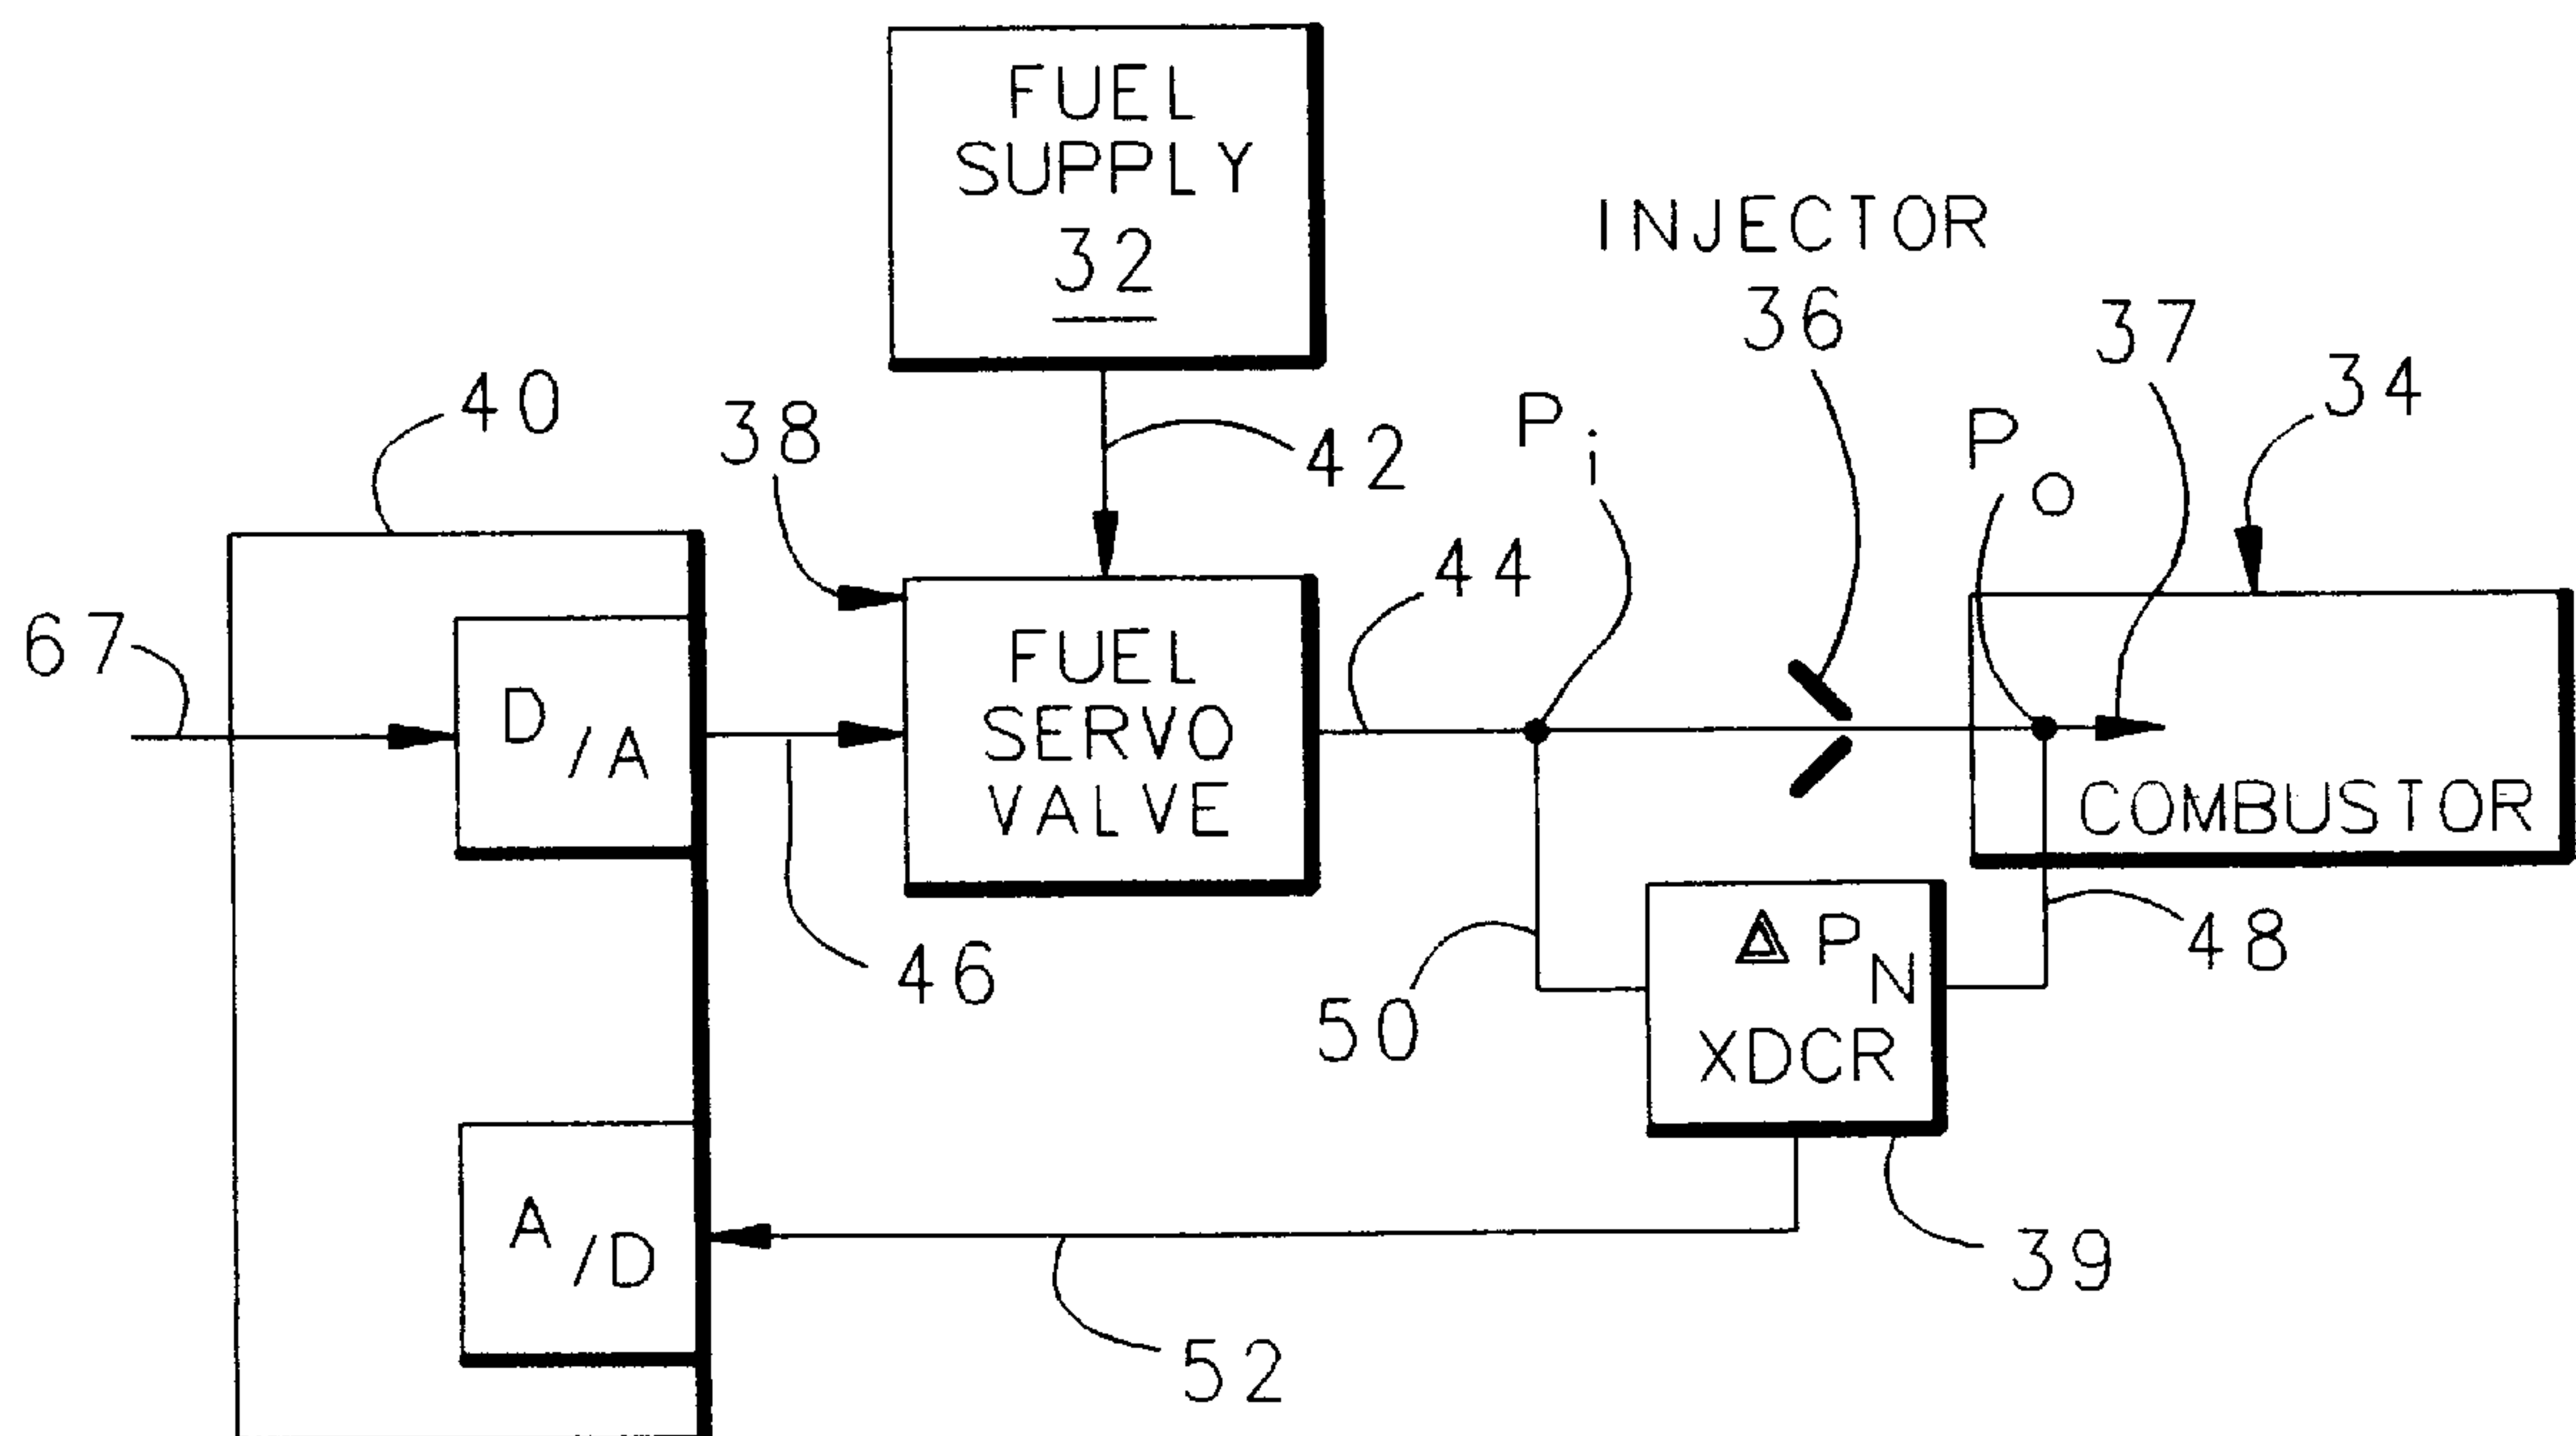 FUEL
SUPPLY
32
INJECTOR
36
37
34
40
38
42
P i
P o
67
D/A
FUEL
SERVO
VALVE
44
COMBUSTOR
46
50
Δ P N
XDCR
48
A/D
39
52